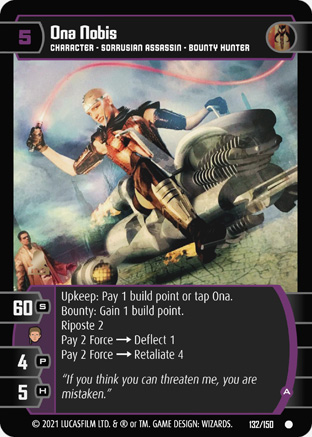 5
Ona Nobis
CHARACTER · SORRUSIAN ASSASSIN · BOUNTY HUNTER
60 S
4 P
5 H
Upkeep: Pay 1 build point or tap Ona.
Bounty: Gain 1 build point.
Riposte 2
Pay 2 Force → Deflect 1
Pay 2 Force → Retaliate 4
“If you think you can threaten me, you are
mistaken.”
A
© 2021 LUCASFILM LTD. & ® or TM. GAME DESIGN: WIZARDS.
132/150